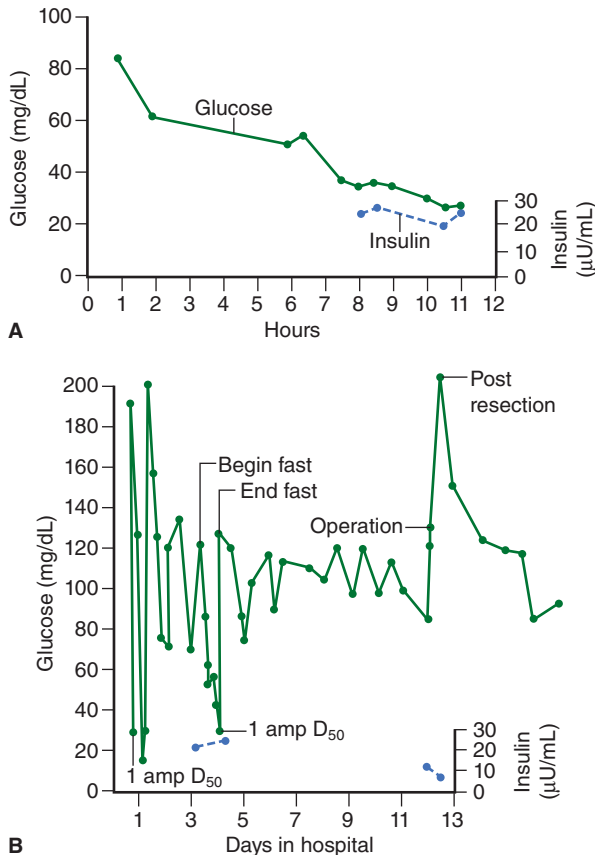 100
80
60
40
20
0
Glucose (mg/dL)
Glucose
Insulin
30
20
10
0
Insulin
(μU/mL)
0 1 2 3 4 5 6 7 8 9 10 11 12
Hours
A
200
180
160
140
120
100
80
60
40
20
0
Glucose (mg/dL)
Post
resection
Begin fast
End fast
Operation
1 amp D50
1 amp D50
30
20
10
0
Insulin
(μU/mL)
1 3 5 7 9 11 13
Days in hospital
B